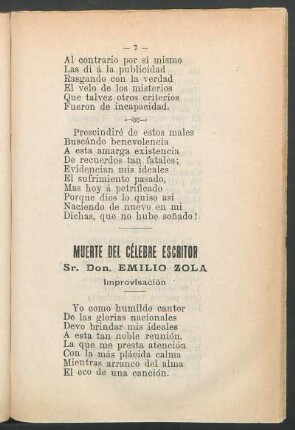 — 7 —
Al contrario por si mismo
Las dí á la publicidad
Rasgando con la verdad
El velo de los misterios
Que talvez otros criterios
Fueron de incapacidad.
Prescindiré de estos males
Buscándo benevolencia
A esta amarga existencia
De recuerdos tan fatales;
Evidencian mis ideales
El sufrimiento pasado,
Mas hoy á petrificado
Porque dios lo quiso asi
Naciendo de nuevo en mí
Dichas, que no hube soñado!
MUERTE DEL CÉLEBRE ESCRITOR
Sr. Don. EMILIO ZOLA
Improvisación
Yo como humilde cantor
De las glorias nacionales
Devo brindar mis ideales
A esta tan noble reunión.
La que me presta atención
Con la más plácida calma
Mientras arranco del alma
El eco de una canción.